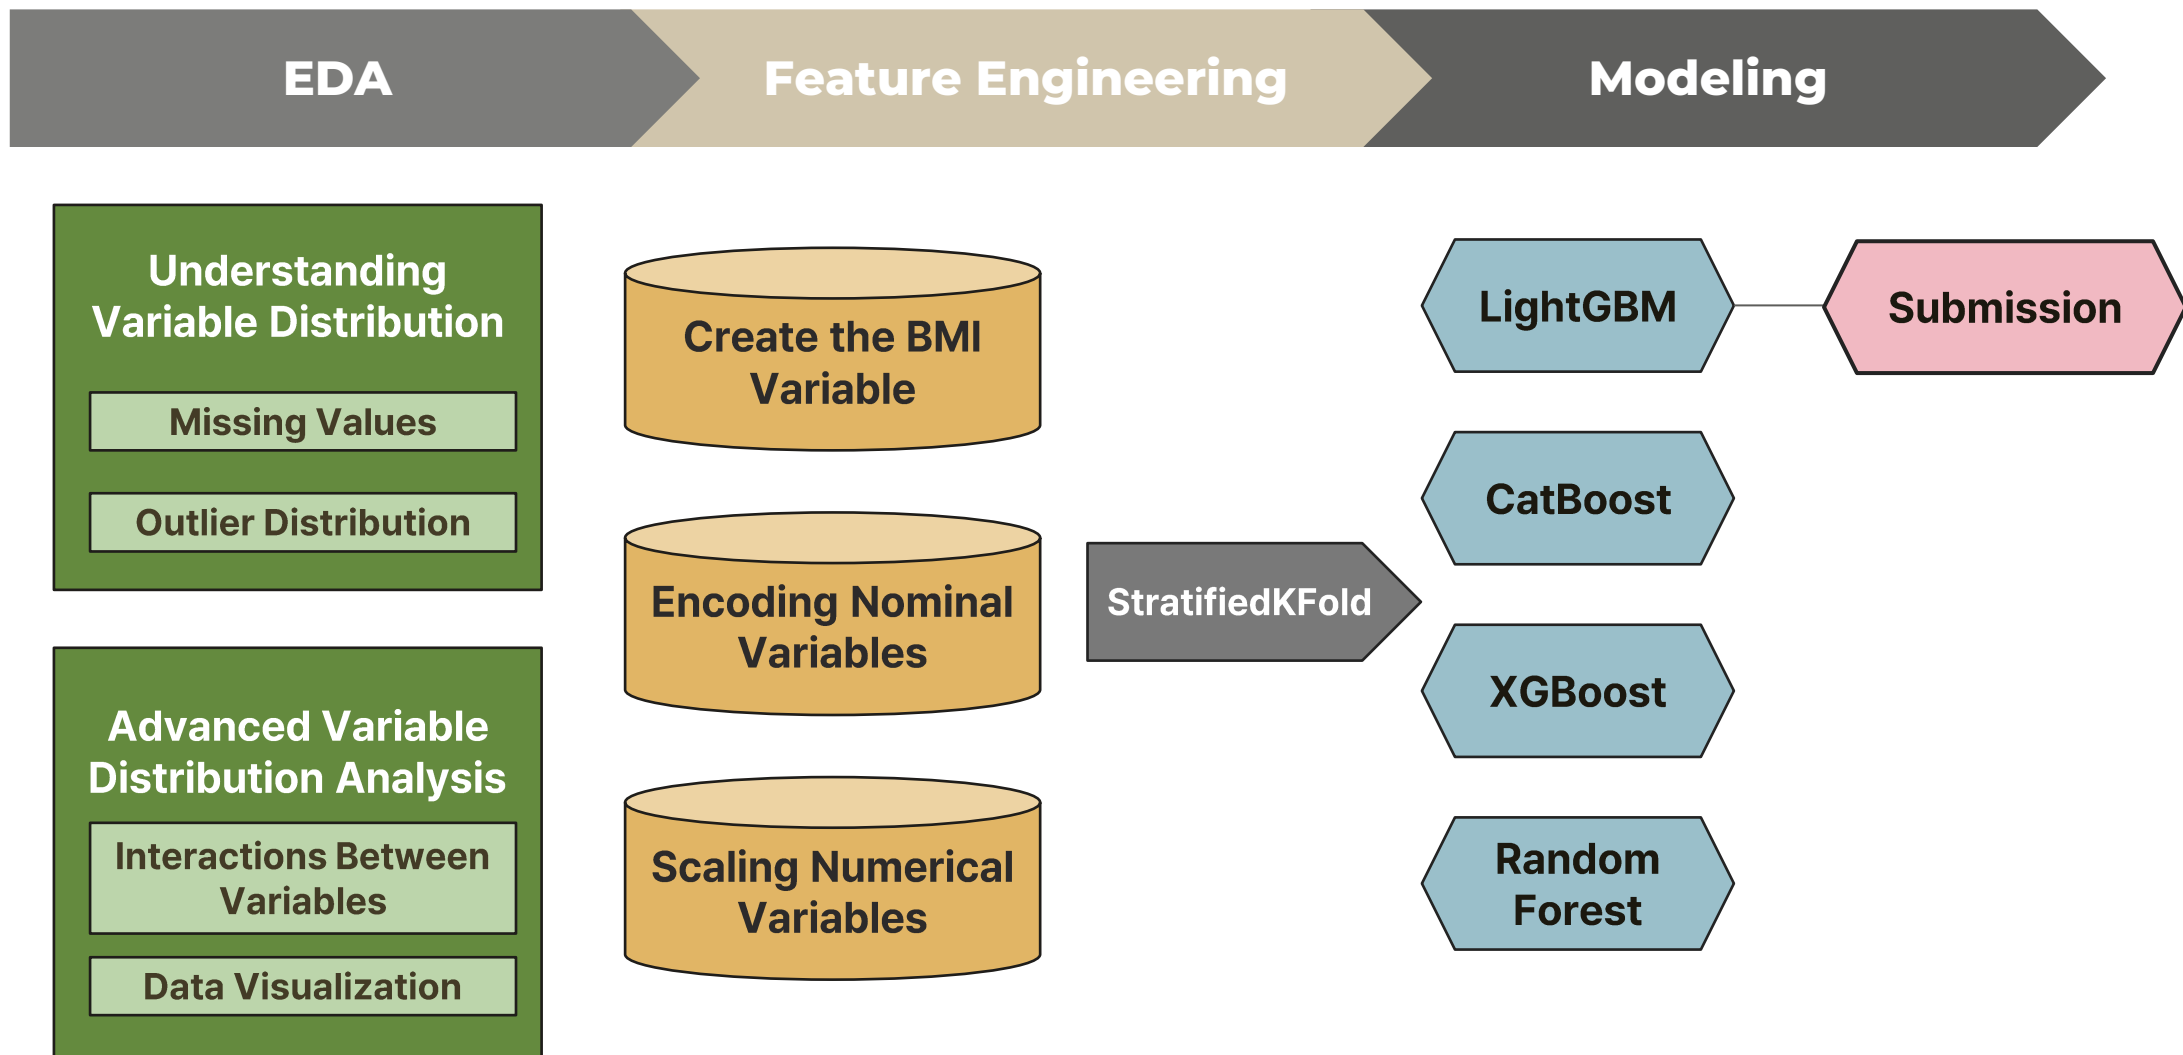 EDA
Feature Engineering
Modeling
Understanding
Variable Distribution
Missing Values
Outlier Distribution
Advanced Variable
Distribution Analysis
Interactions Between
Variables
Data Visualization
Create the BMI
Variable
Encoding Nominal
Variables
Scaling Numerical
Variables
StratifiedKFold
LightGBM
Submission
CatBoost
XGBoost
Random
Forest